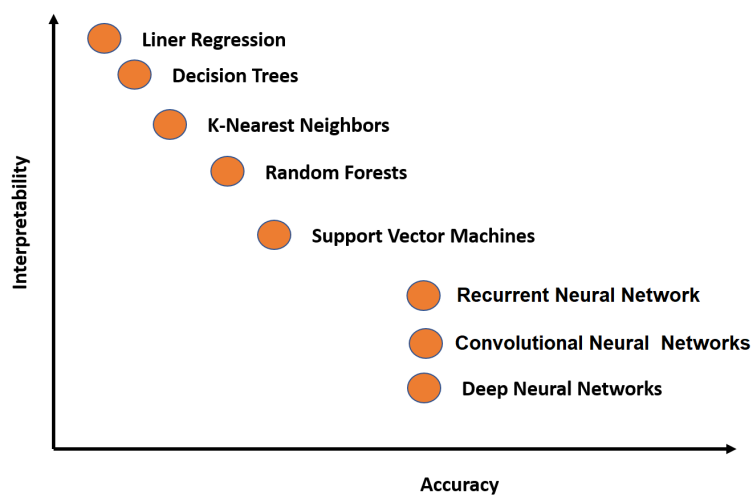 Liner Regression
Decision Trees
K-Nearest Neighbors
Random Forests
Support Vector Machines
Recurrent Neural Network
Convolutional Neural  Networks
Deep Neural Networks
Interpretability
Accuracy